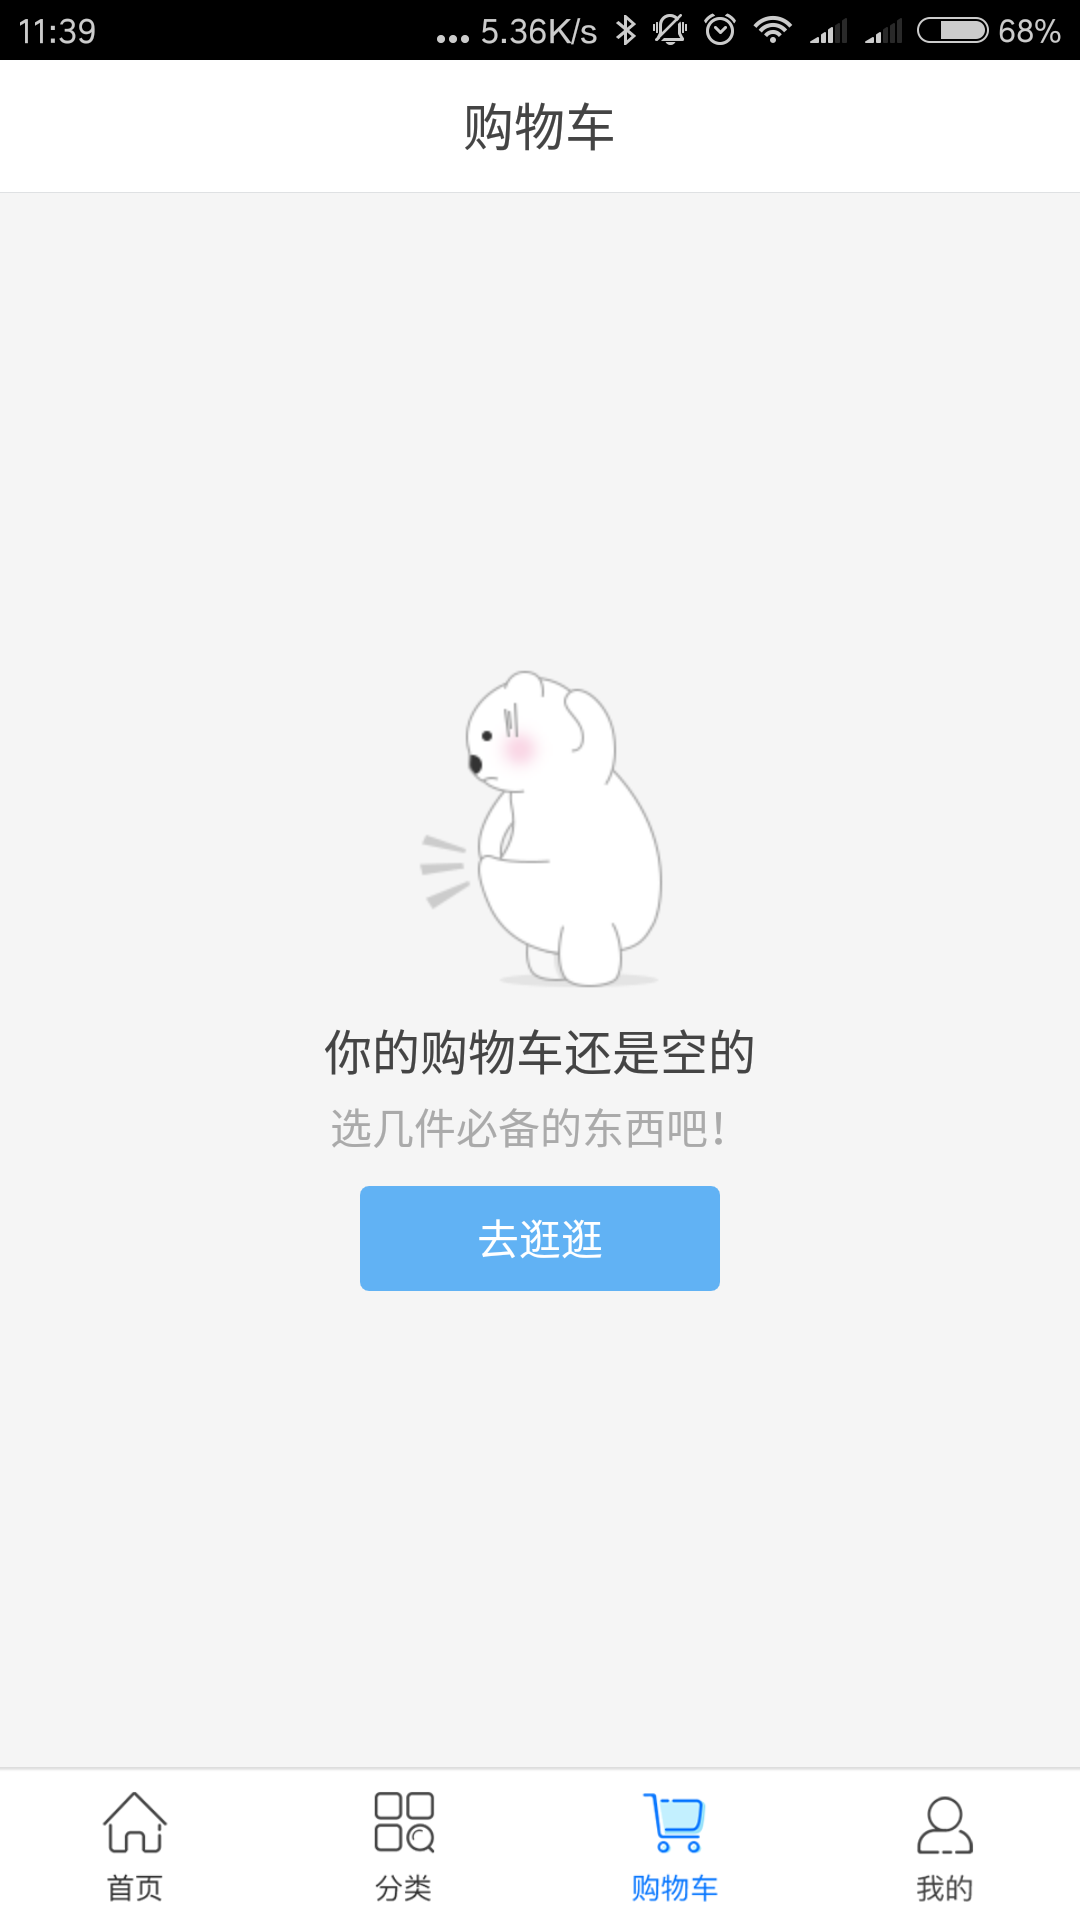 11:39 ... 5.36K/s 68%
购物车
你的购物车还是空的
选几件必备的东西吧！
去逛逛
首页 分类 购物车 我的